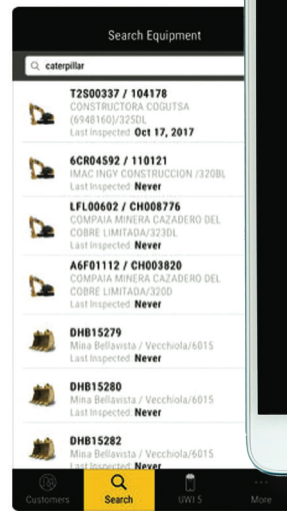 Search Equipment
caterpillar
T2S00337 / 104178
CONSTRUCTORA COGUTSA
(6948160)/325DL
Last Inspected Oct 17, 2017
6CR04592 / 110121
IMAC INGY CONSTRUCCION /320BL
Last Inspected Never
LFL00602 / CH008776
COMPAIA MINERA CAZADERO DEL
COBRE LIMITADA/323DL
Last Inspected Never
A6F01112 / CH003820
COMPAIA MINERA CAZADERO DEL
COBRE LIMITADA/320D
Last Inspected Never
DHB15279
Mina Bellavista / Vecchiola/6015
Last Inspected Never
DHB15280
Mina Bellavista / Vecchiola/6015
Last Inspected Never
DHB15282
Mina Bellavista / Vecchiola/6015
Last Inspected Never
Customers
Search
UWI 5
More